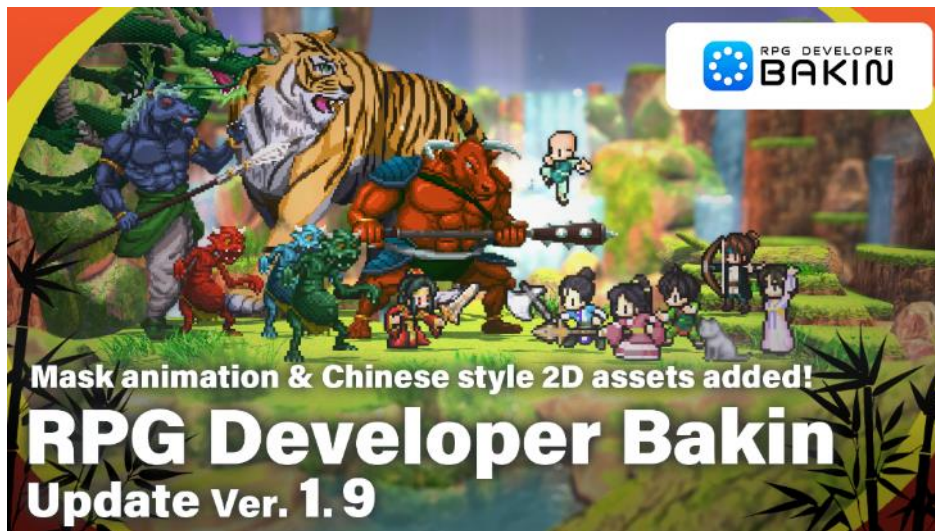 RPG DEVELOPER
BAKIN
Mask animation & Chinese style 2D assets added!
RPG Developer Bakin
Update Ver. 1.9